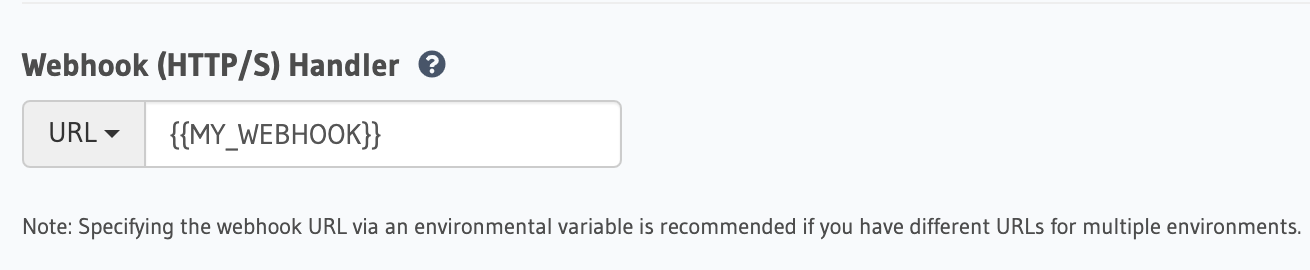 Webhook (HTTP/S) Handler ?
URL {{MY_WEBHOOK}}
Note: Specifying the webhook URL via an environmental variable is recommended if you have different URLs for multiple environments.